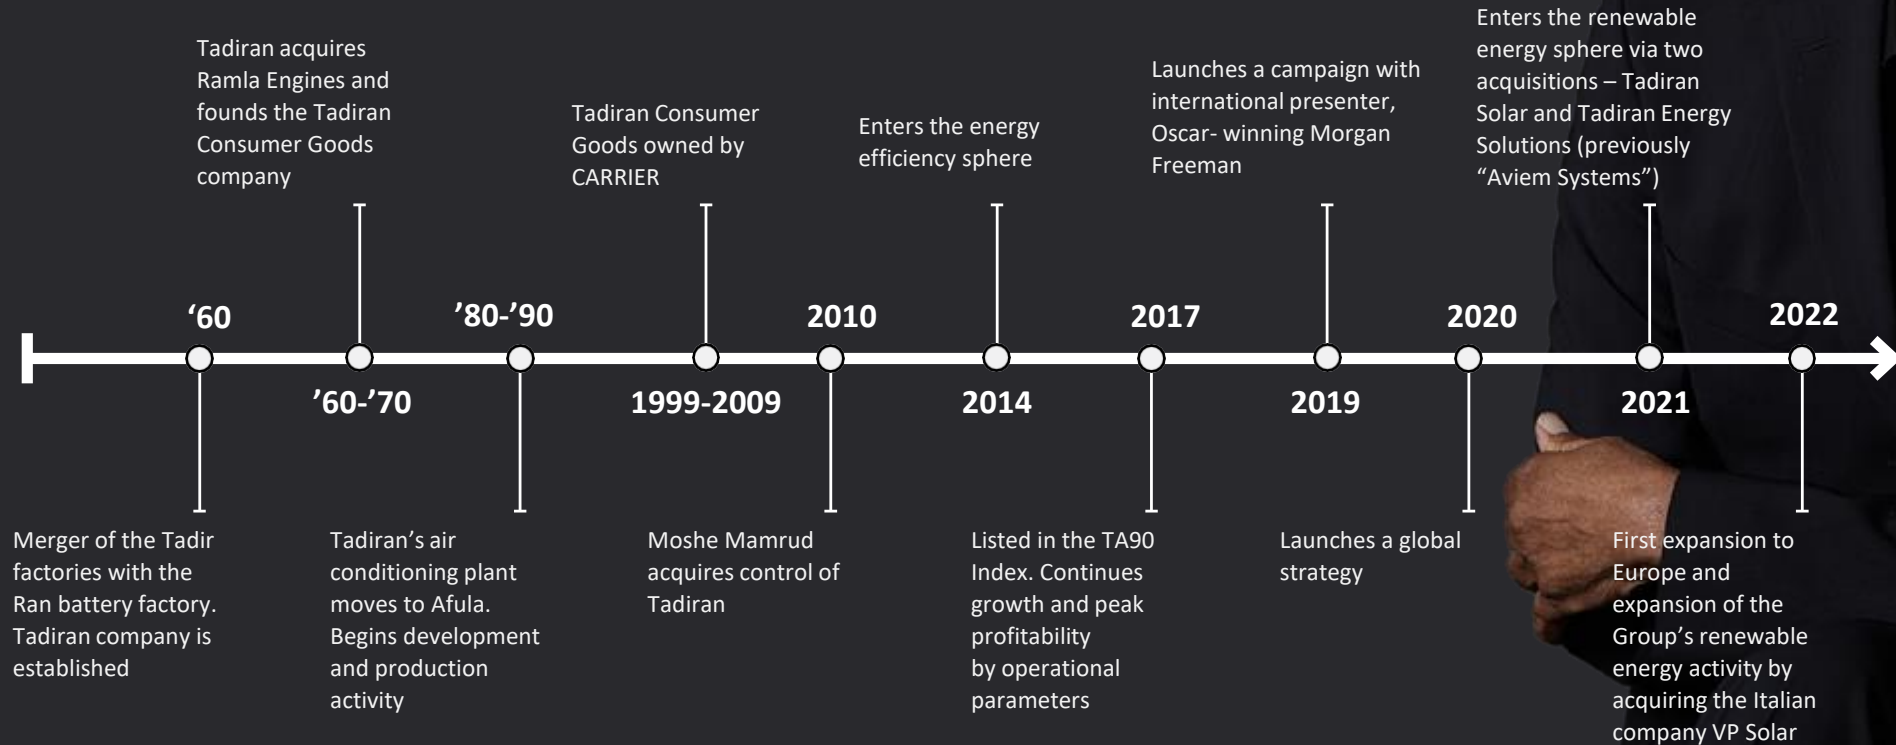 Tadiran acquires
Ramla Engines and
founds the Tadiran
Consumer Goods
company
Tadiran Consumer
Goods owned by
CARRIER
Enters the energy
efficiency sphere
Launches a campaign with
international presenter,
Oscar- winning Morgan
Freeman
Enters the renewable
energy sphere via two
acquisitions – Tadiran
Solar and Tadiran Energy
Solutions (previously
“Aviem Systems”)
‘60
’80-’90
2010
2017
2020
2022
’60-’70
1999-2009
2014
2019
2021
Merger of the Tadir
factories with the
Ran battery factory.
Tadiran company is
established
Tadiran’s air
conditioning plant
moves to Afula.
Begins development
and production
activity
Moshe Mamrud
acquires control of
Tadiran
Listed in the TA90
Index. Continues
growth and peak
profitability
by operational
parameters
Launches a global
strategy
First expansion to
Europe and
expansion of the
Group’s renewable
energy activity by
acquiring the Italian
company VP Solar